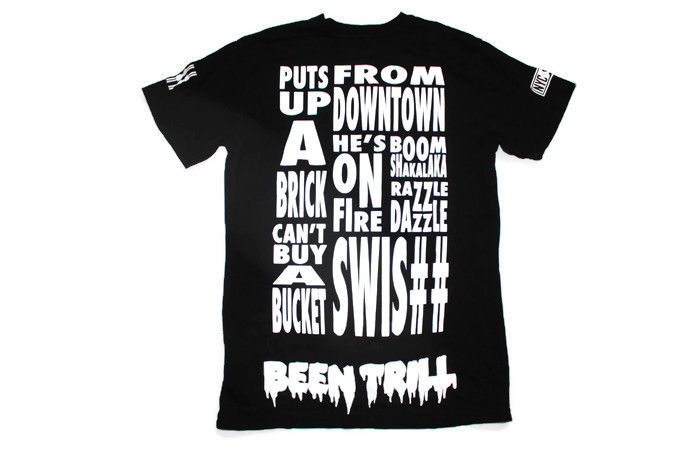 PUTS
UP
A
BRICK
CAN'T
BUY
A
BUCKET
FROM
DOWNTOWN
HE'S
ON
FIRE
BOOM
SHAKALAKA
RAZZLE
DAZZLE
SWIS##
BEEN TRILL